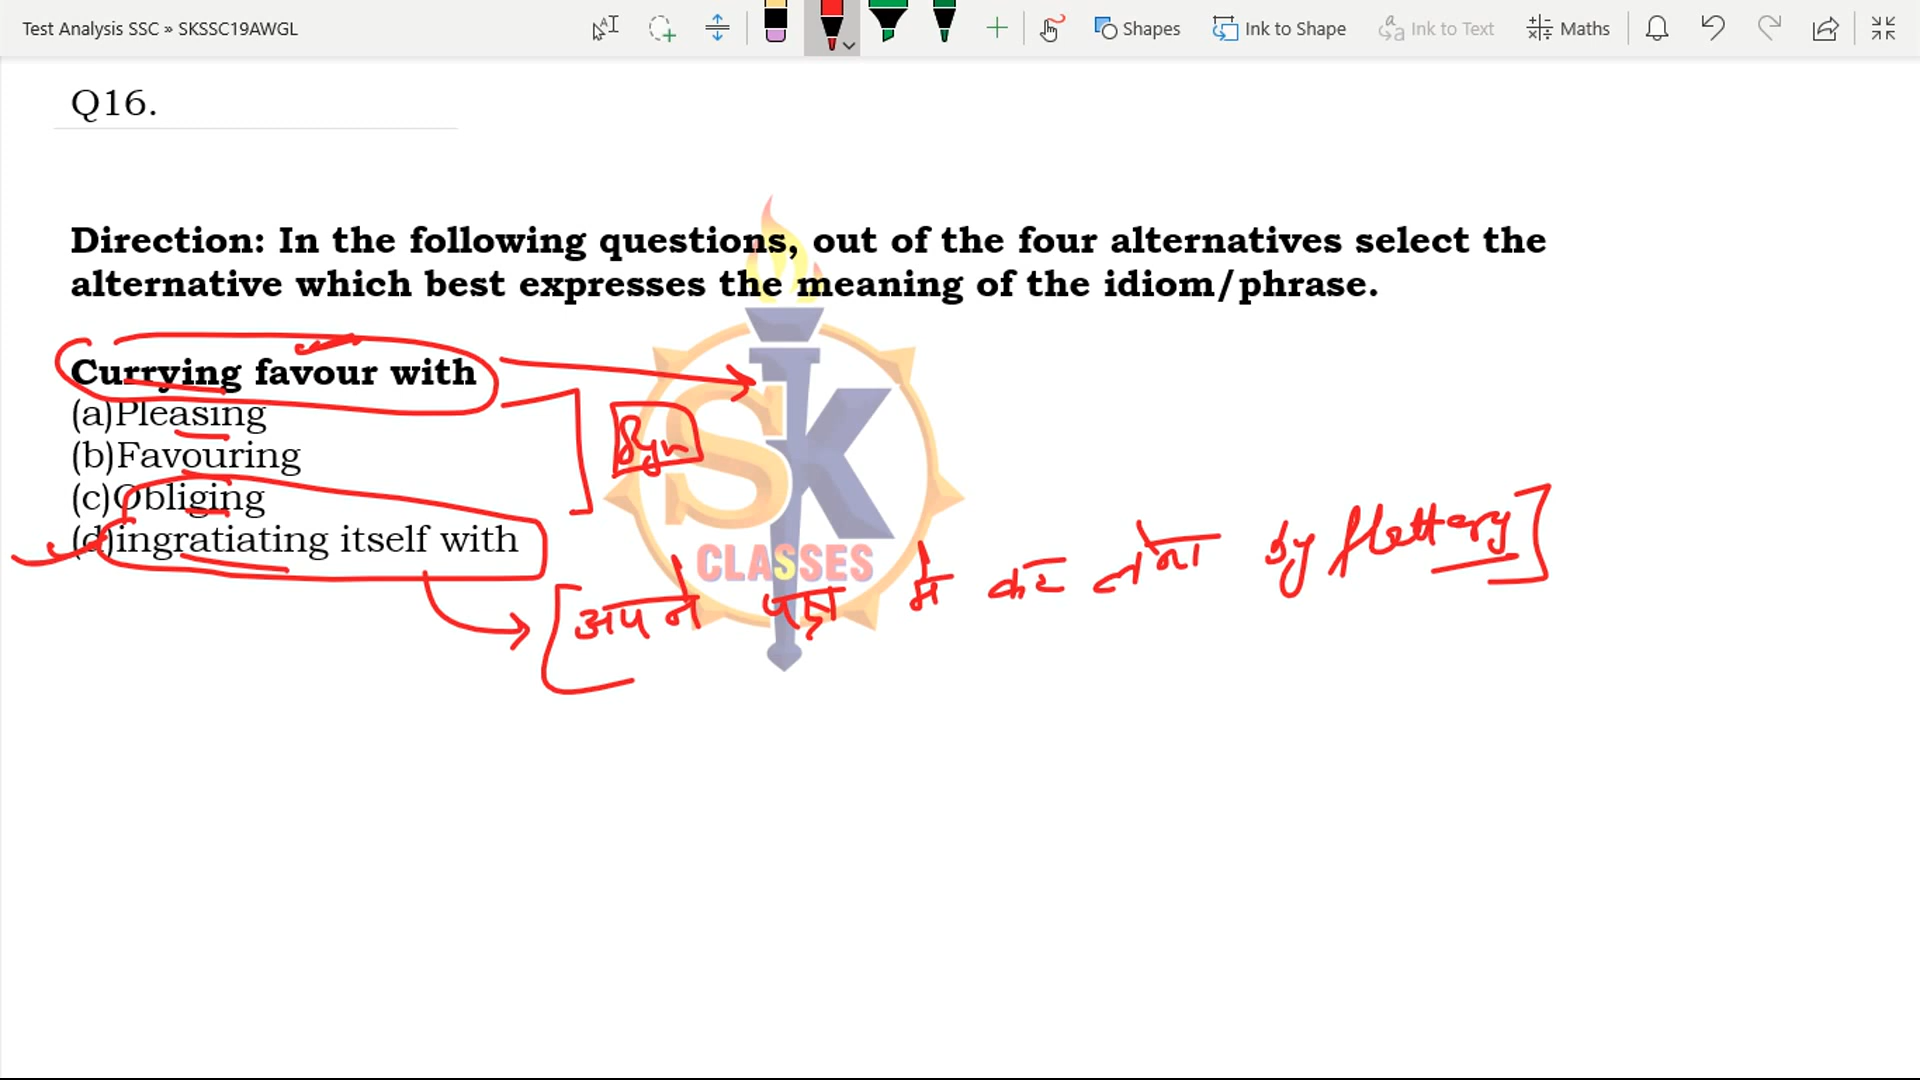 Test Analysis SSC » SKSSC19AWGL
Shapes
Ink to Shape
Ink to Text
Maths
Q16.
Direction: In the following questions, out of the four alternatives select the
alternative which best expresses the meaning of the idiom/phrase.
Currying favour with
(a)Pleasing
(b)Favouring
(c)Obliging
(d)ingratiating itself with
Syn
SK
CLASSES
अपने पक्ष में कर लेना by flattery